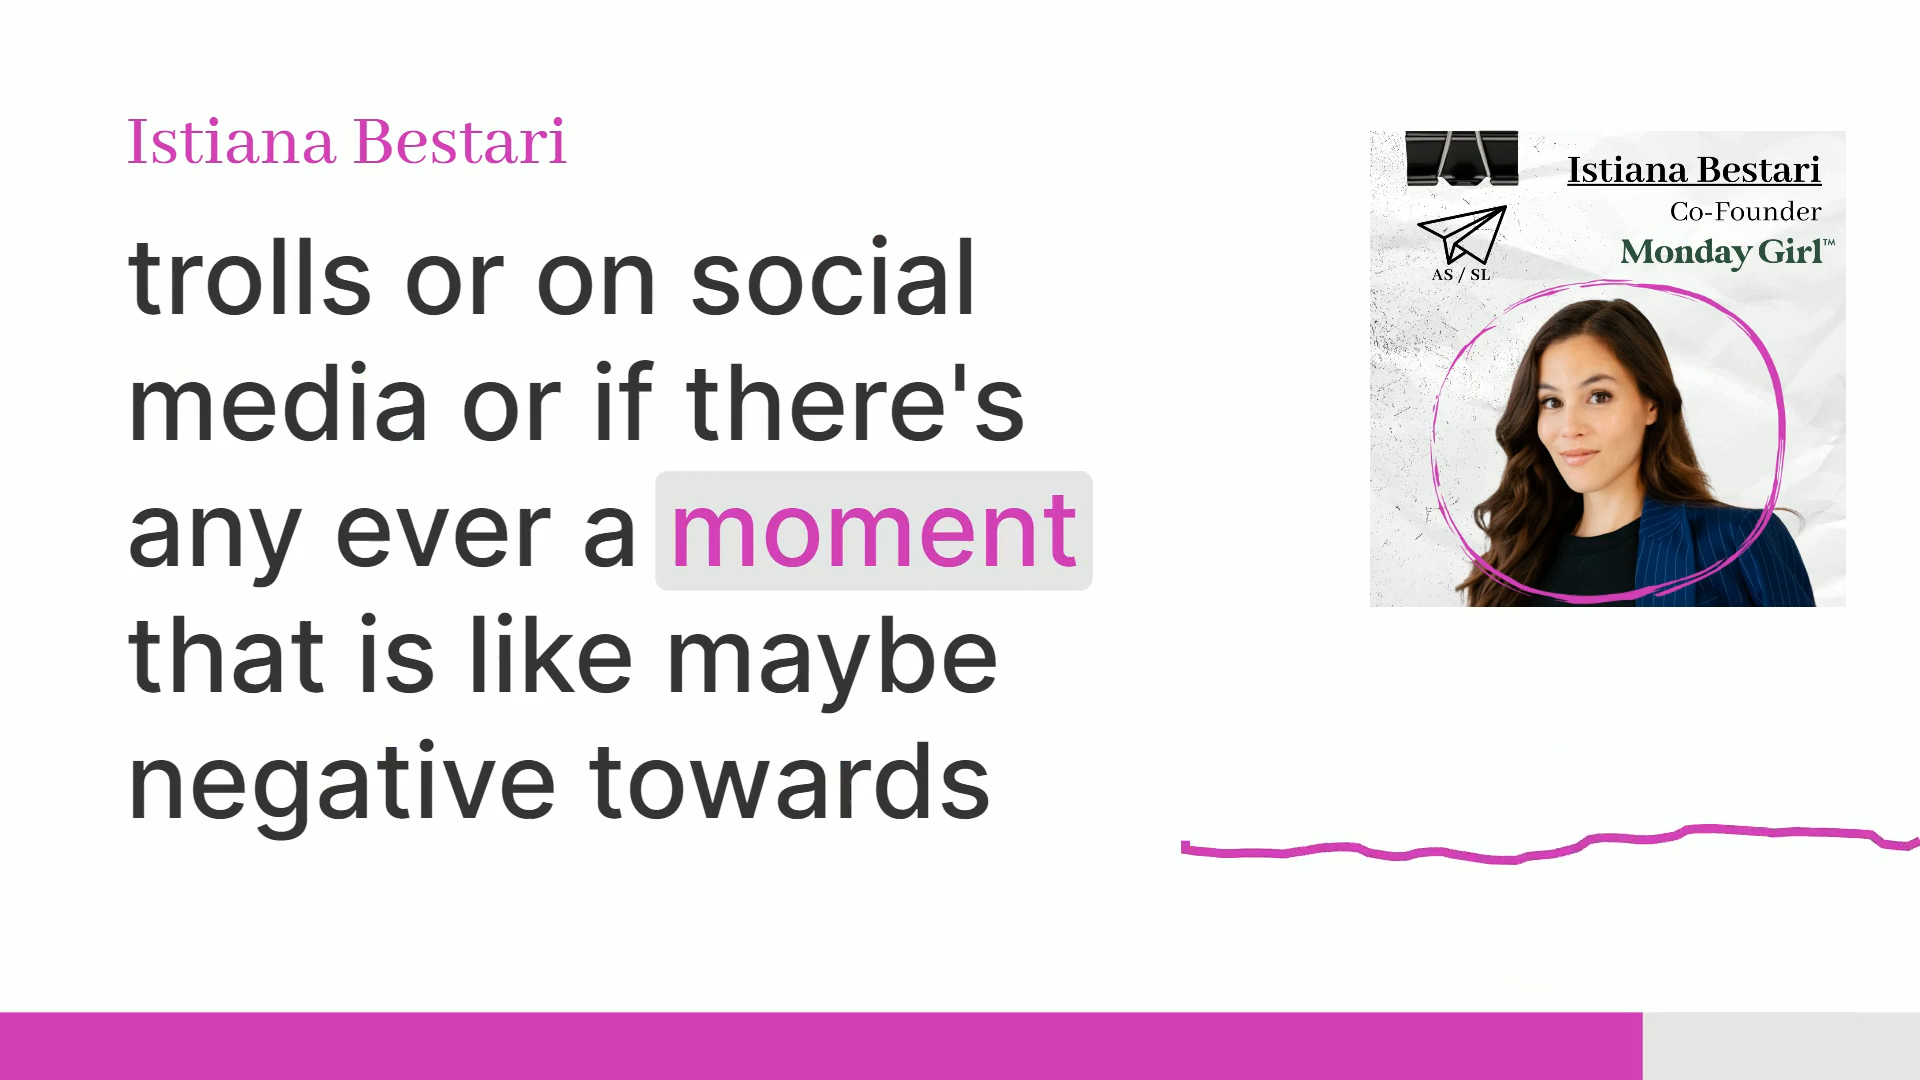 Istiana Bestari
trolls or on social
media or if there's
any ever a moment
that is like maybe
negative towards
Istiana Bestari
Co-Founder
Monday Girl™
AS / SL